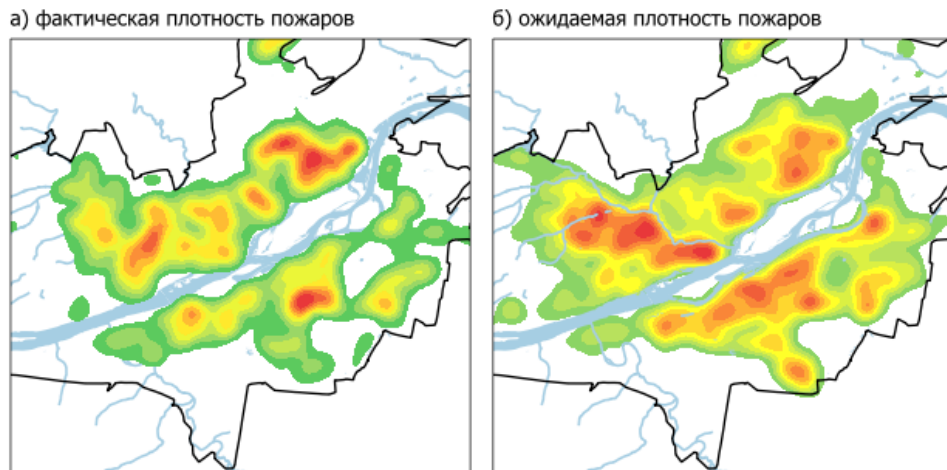 а) фактическая плотность пожаров
б) ожидаемая плотность пожаров